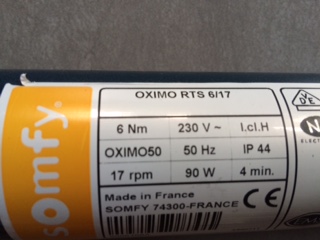 somfy.
OXIMO RTS 6/17
6 Nm 230 V ~ I.cl.H
OXIMO50 50 Hz IP 44
17 rpm 90 W 4 min.
Made in France
SOMFY 74300-FRANCE CE